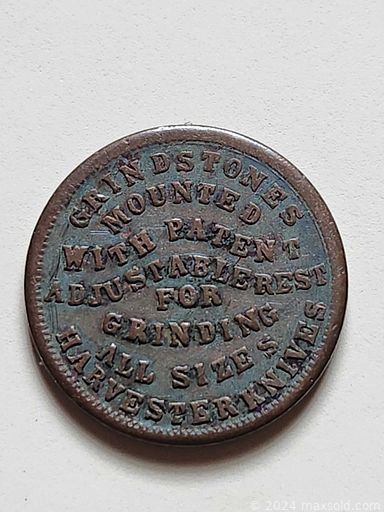 GRINDSTONES
MOUNTED
WITH PATENT
ADJUSTABLE REST
FOR
GRINDING
ALL SIZES
HARVESTER KNIVES
© 2024 maxsold.com